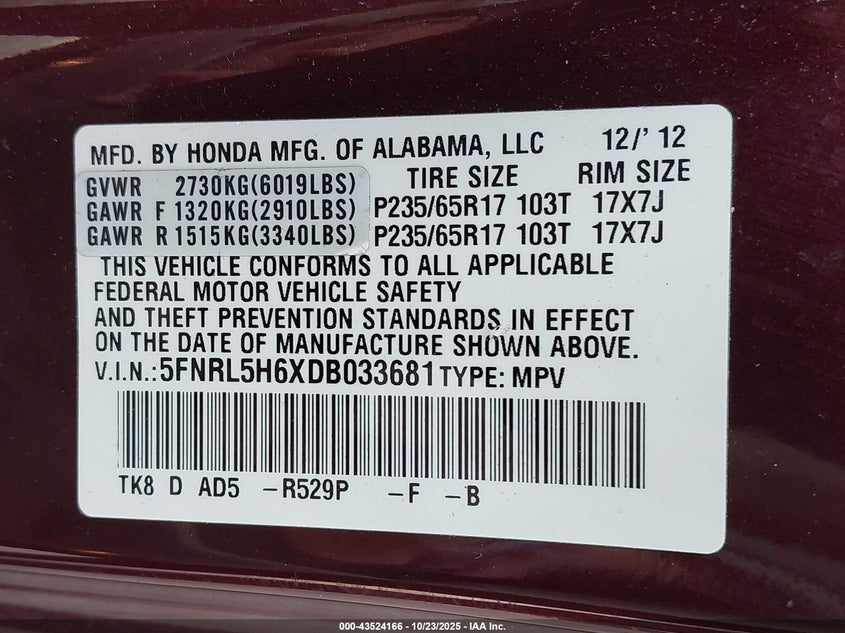 MFD. BY HONDA MFG. OF ALABAMA, LLC 12/' 12
GVWR 2730KG(6019LBS) TIRE SIZE RIM SIZE
GAWR F 1320KG(2910LBS) P235/65R17 103T 17X7J
GAWR R 1515KG(3340LBS) P235/65R17 103T 17X7J
THIS VEHICLE CONFORMS TO ALL APPLICABLE
FEDERAL MOTOR VEHICLE SAFETY
AND THEFT PREVENTION STANDARDS IN EFFECT
ON THE DATE OF MANUFACTURE SHOWN ABOVE.
V.I.N.:5FNRL5H6XDB033681 TYPE: MPV
TK8 D AD5 -R529P -F -B
000-43524166 - 10/23/2025 - IAA Inc.